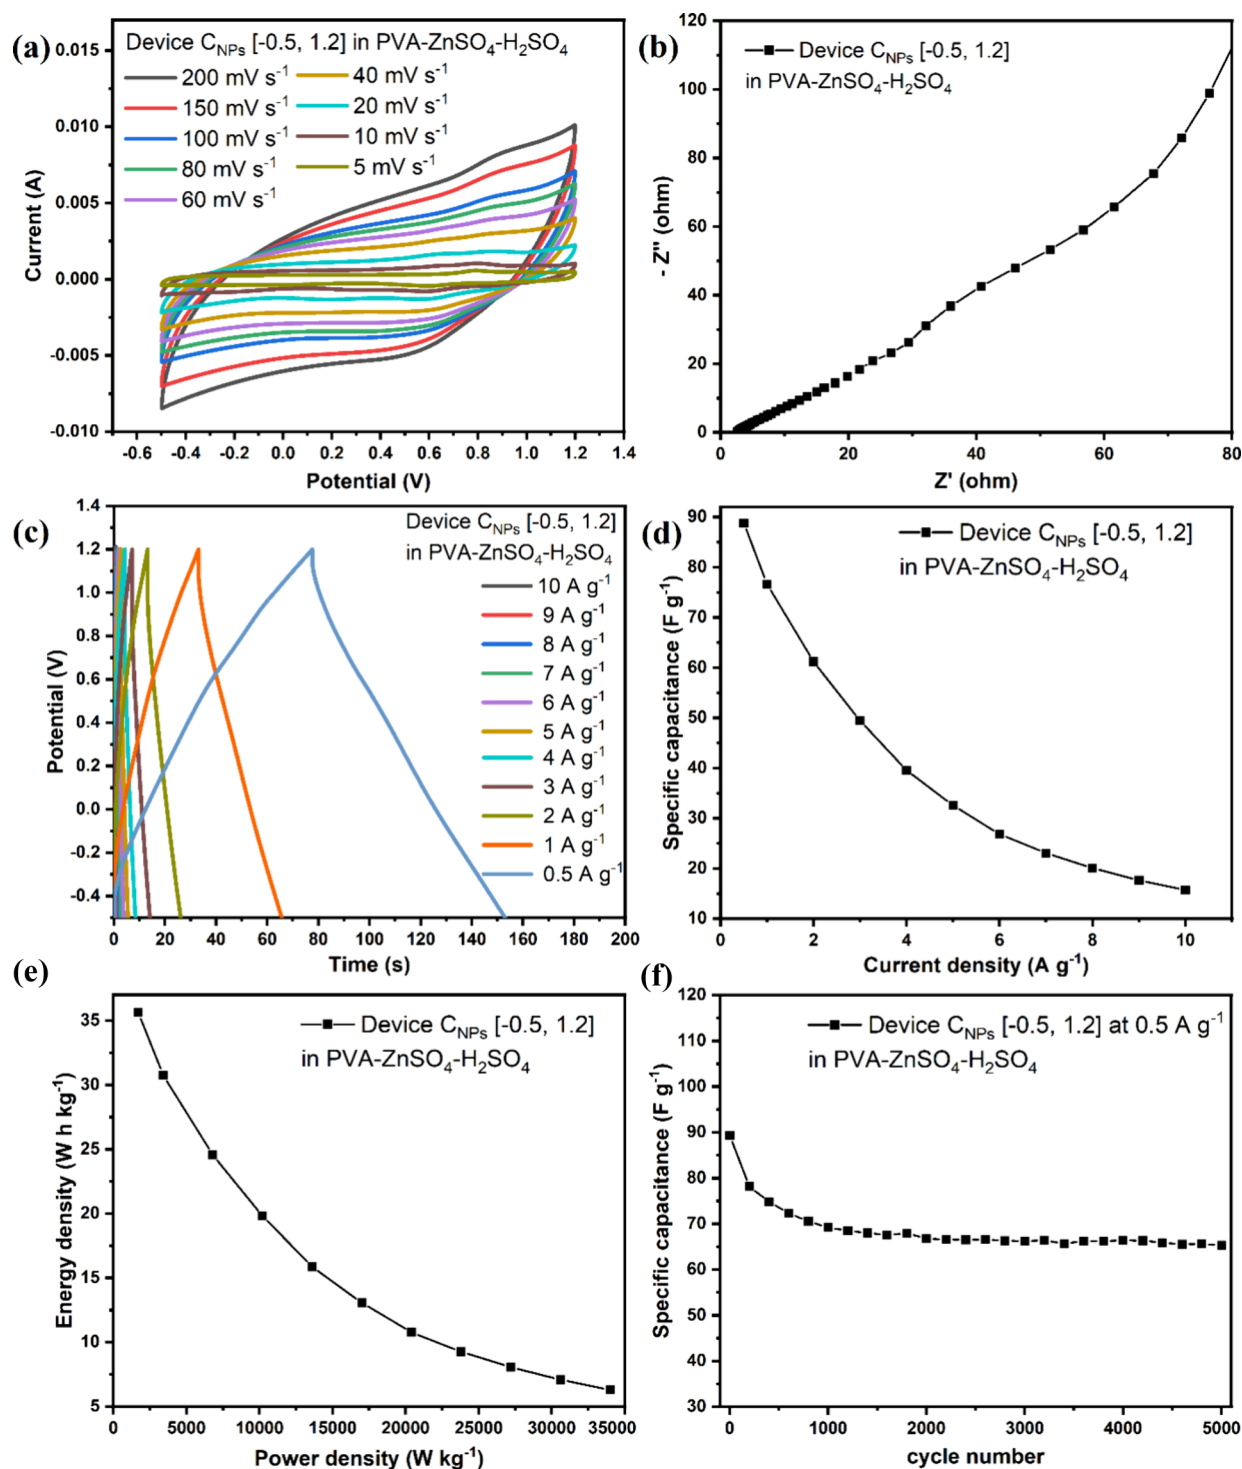 (a)
Device C_NPs [-0.5, 1.2] in PVA-ZnSO₄-H₂SO₄
200 mV s⁻¹
150 mV s⁻¹
100 mV s⁻¹
80 mV s⁻¹
60 mV s⁻¹
40 mV s⁻¹
20 mV s⁻¹
10 mV s⁻¹
5 mV s⁻¹
Current (A)
0.015
0.010
0.005
0.000
-0.005
-0.010
-0.6 -0.4 -0.2 0.0 0.2 0.4 0.6 0.8 1.0 1.2 1.4
Potential (V)
(b)
Device C_NPs [-0.5, 1.2]
in PVA-ZnSO₄-H₂SO₄
- Z'' (ohm)
120
100
80
60
40
20
0
0 20 40 60 80
Z' (ohm)
(c)
Device C_NPs [-0.5, 1.2]
in PVA-ZnSO₄-H₂SO₄
10 A g⁻¹
9 A g⁻¹
8 A g⁻¹
7 A g⁻¹
6 A g⁻¹
5 A g⁻¹
4 A g⁻¹
3 A g⁻¹
2 A g⁻¹
1 A g⁻¹
0.5 A g⁻¹
Potential (V)
1.4
1.2
1.0
0.8
0.6
0.4
0.2
0.0
-0.2
-0.4
0 20 40 60 80 100 120 140 160 180 200
Time (s)
(d)
Device C_NPs [-0.5, 1.2]
in PVA-ZnSO₄-H₂SO₄
Specific capacitance (F g⁻¹)
90
80
70
60
50
40
30
20
10
0 2 4 6 8 10
Current density (A g⁻¹)
(e)
Device C_NPs [-0.5, 1.2]
in PVA-ZnSO₄-H₂SO₄
Energy density (W h kg⁻¹)
35
30
25
20
15
10
5
0 5000 10000 15000 20000 25000 30000 35000
Power density (W kg⁻¹)
(f)
Device C_NPs [-0.5, 1.2] at 0.5 A g⁻¹
in PVA-ZnSO₄-H₂SO₄
Specific capacitance (F g⁻¹)
120
110
100
90
80
70
60
50
40
30
0 1000 2000 3000 4000 5000
cycle number